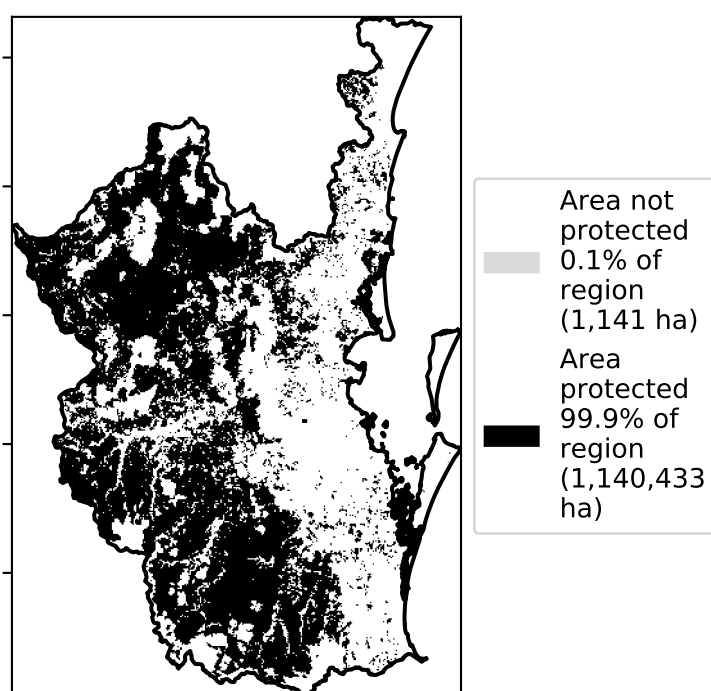 Area not
protected
0.1% of
region
(1,141 ha)
Area
protected
99.9% of
region
(1,140,433
ha)